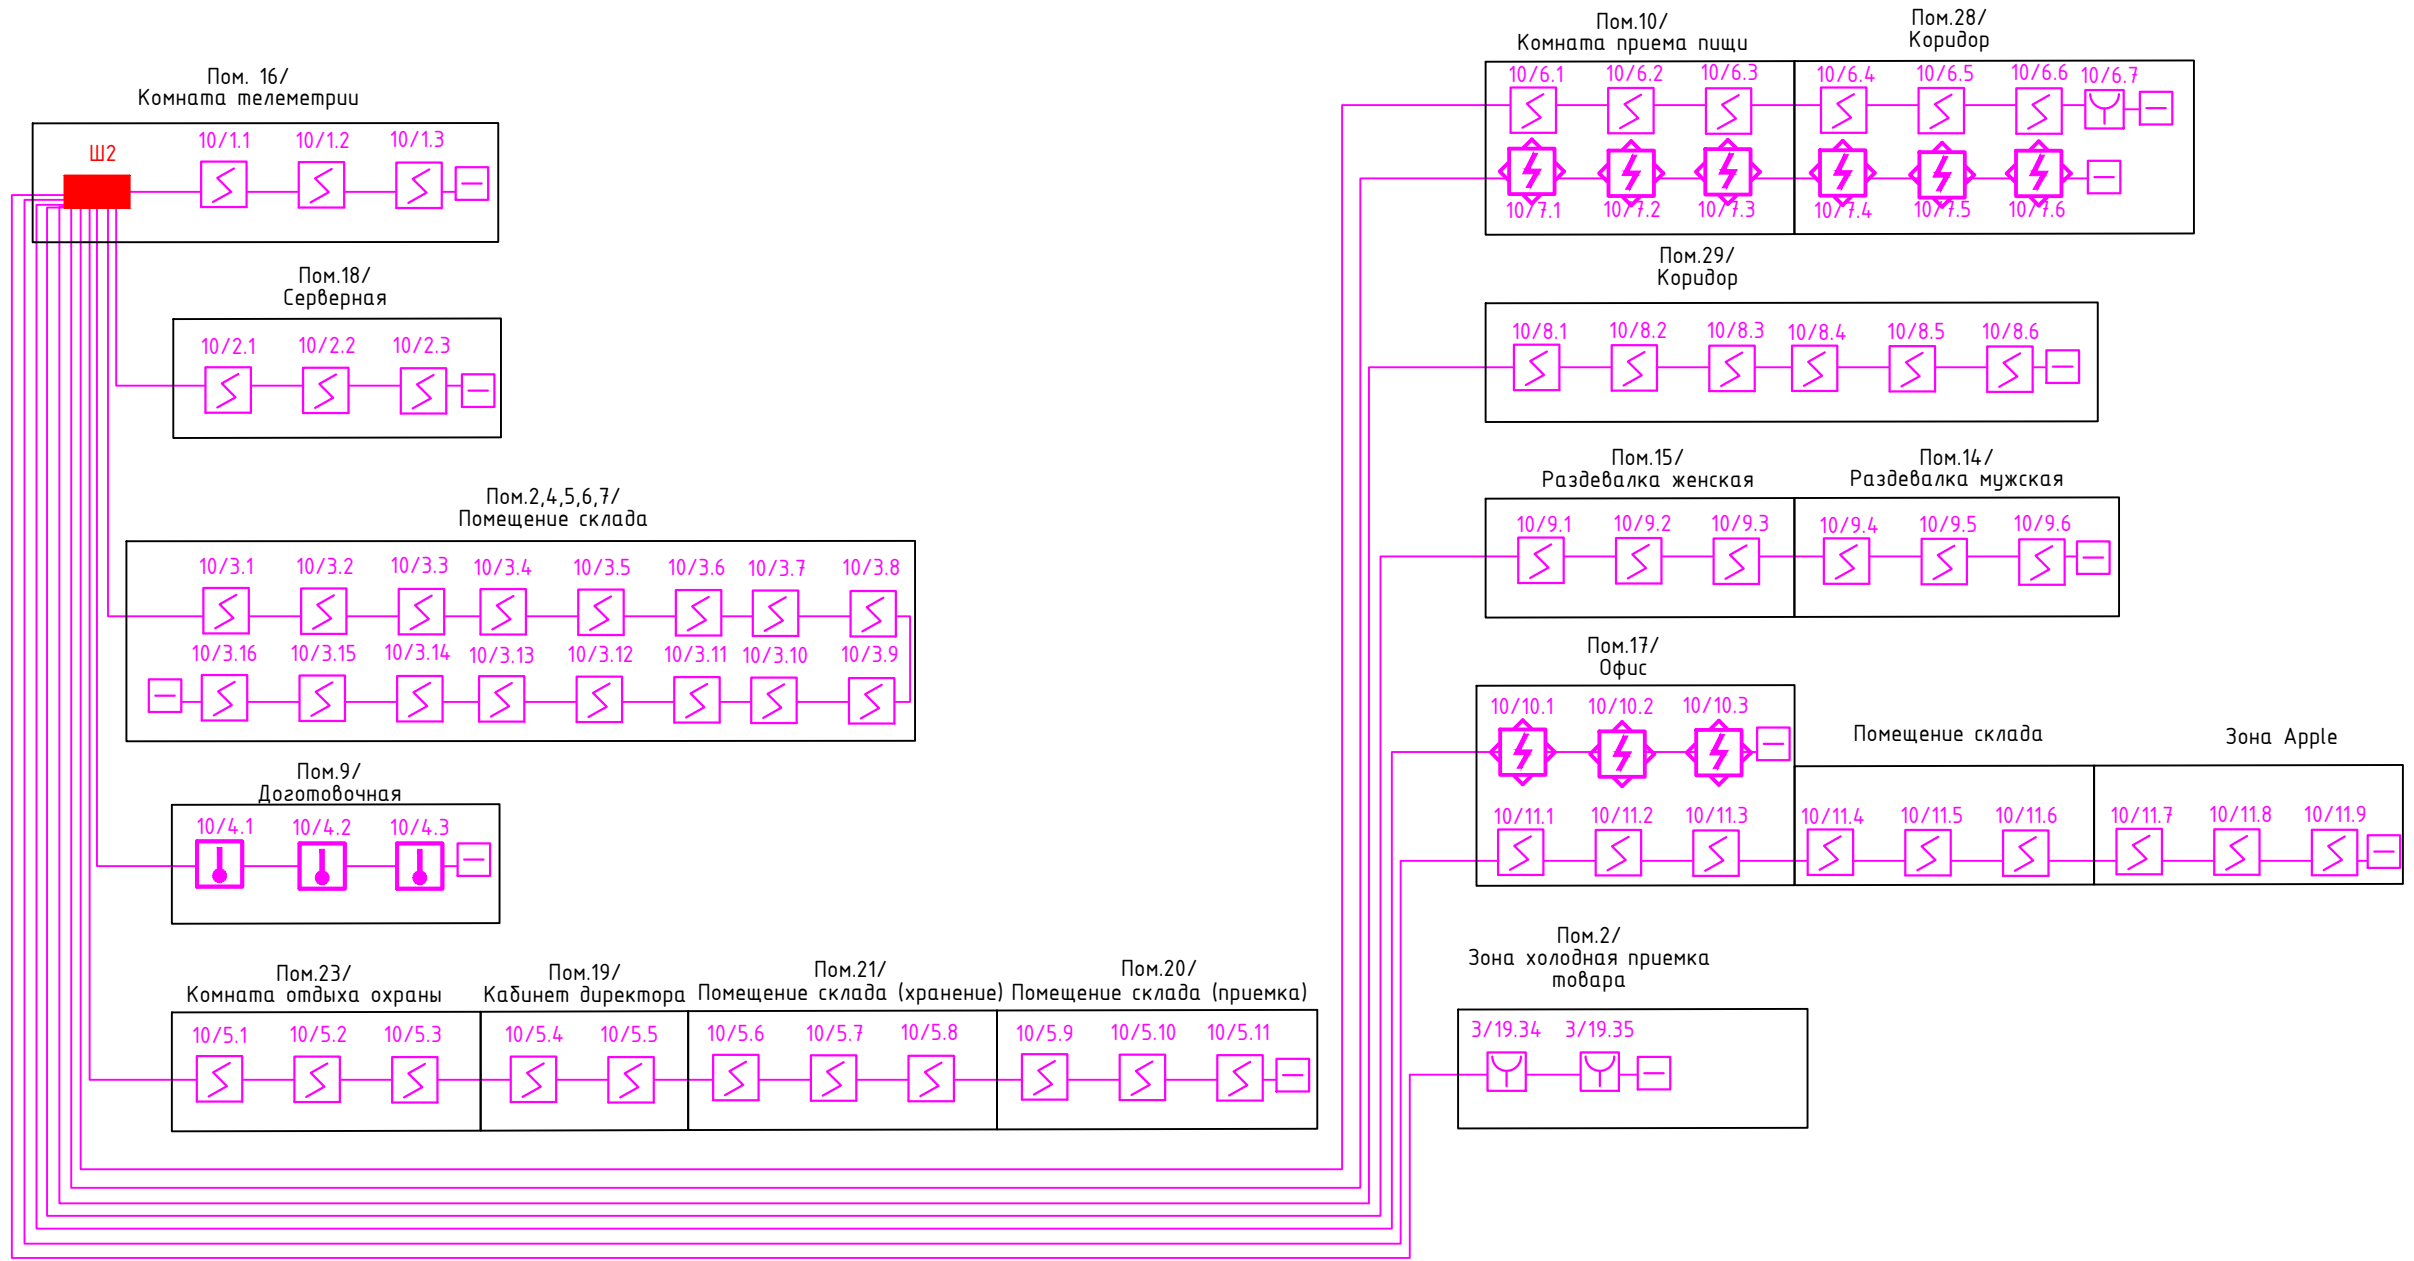 Пом. 16/
Комната телеметрии
Ш2
10/1.1 10/1.2 10/1.3
Пом.18/
Серверная
10/2.1 10/2.2 10/2.3
Пом.2,4,5,6,7/
Помещение склада
10/3.1 10/3.2 10/3.3 10/3.4 10/3.5 10/3.6 10/3.7 10/3.8
10/3.16 10/3.15 10/3.14 10/3.13 10/3.12 10/3.11 10/3.10 10/3.9
Пом.9/
Доготовочная
10/4.1 10/4.2 10/4.3
Пом.23/
Комната отдыха охраны
Пом.19/
Кабинет директора
Пом.21/
Помещение склада (хранение)
Пом.20/
Помещение склада (приемка)
10/5.1 10/5.2 10/5.3 10/5.4 10/5.5 10/5.6 10/5.7 10/5.8 10/5.9 10/5.10 10/5.11
Пом.10/
Комната приема пищи
Пом.28/
Коридор
10/6.1 10/6.2 10/6.3 10/6.4 10/6.5 10/6.6 10/6.7
10/7.1 10/7.2 10/7.3 10/7.4 10/7.5 10/7.6
Пом.29/
Коридор
10/8.1 10/8.2 10/8.3 10/8.4 10/8.5 10/8.6
Пом.15/
Раздевалка женская
Пом.14/
Раздевалка мужская
10/9.1 10/9.2 10/9.3 10/9.4 10/9.5 10/9.6
Пом.17/
Офис
10/10.1 10/10.2 10/10.3
Помещение склада
Зона Apple
10/11.1 10/11.2 10/11.3 10/11.4 10/11.5 10/11.6 10/11.7 10/11.8 10/11.9
Пом.2/
Зона холодная приемка
товара
3/19.34 3/19.35